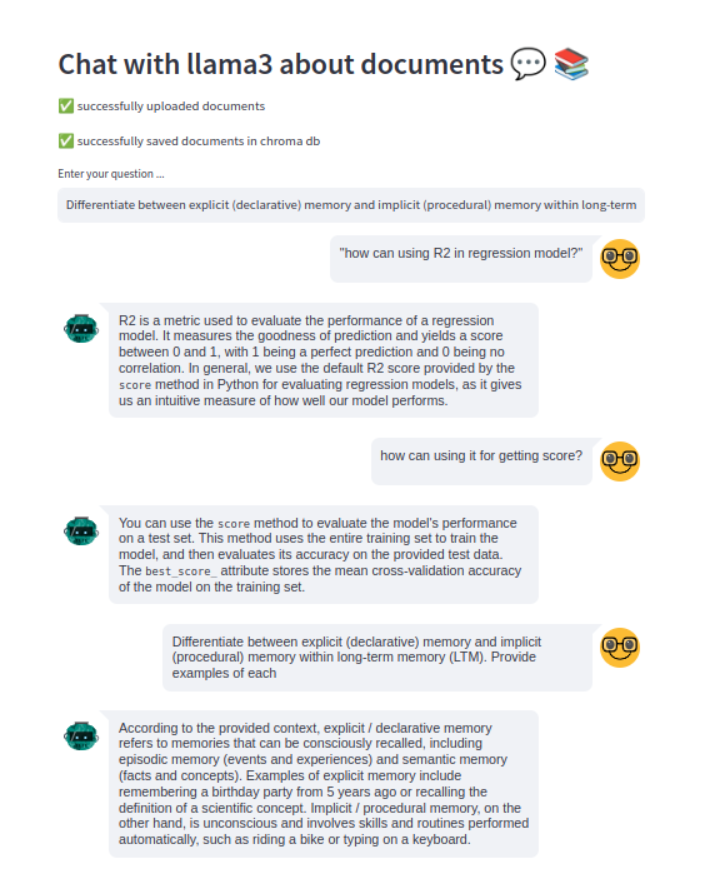 Chat with llama3 about documents 💬 📚
✅ successfully uploaded documents
✅ successfully saved documents in chroma db
Enter your question ...
Differentiate between explicit (declarative) memory and implicit (procedural) memory within long-term
"how can using R2 in regression model?"
R2 is a metric used to evaluate the performance of a regression
model. It measures the goodness of prediction and yields a score
between 0 and 1, with 1 being a perfect prediction and 0 being no
correlation. In general, we use the default R2 score provided by the
score method in Python for evaluating regression models, as it gives
us an intuitive measure of how well our model performs.
how can using it for getting score?
You can use the score method to evaluate the model's performance
on a test set. This method uses the entire training set to train the
model, and then evaluates its accuracy on the provided test data.
The best_score_ attribute stores the mean cross-validation accuracy
of the model on the training set.
Differentiate between explicit (declarative) memory and implicit
(procedural) memory within long-term memory (LTM). Provide
examples of each
According to the provided context, explicit / declarative memory
refers to memories that can be consciously recalled, including
episodic memory (events and experiences) and semantic memory
(facts and concepts). Examples of explicit memory include
remembering a birthday party from 5 years ago or recalling the
definition of a scientific concept. Implicit / procedural memory, on the
other hand, is unconscious and involves skills and routines performed
automatically, such as riding a bike or typing on a keyboard.